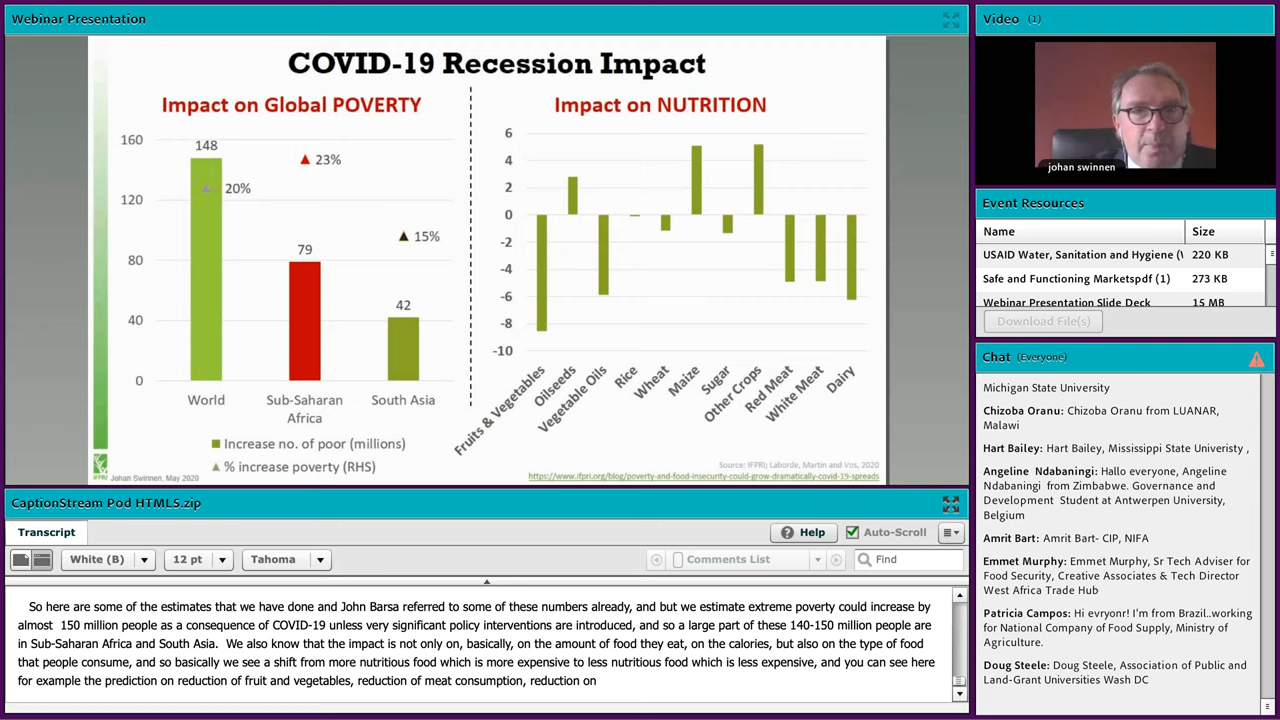 Webinar Presentation
COVID-19 Recession Impact
Impact on Global POVERTY
160
120
80
40
0
148
20%
23%
79
15%
42
World
Sub-Saharan
Africa
South Asia
Increase no. of poor (millions)
% increase poverty (RHS)
Johan Swinnen, May 2020
Impact on NUTRITION
6
4
2
0
-2
-4
-6
-8
-10
Fruits & Vegetables
Oilseeds
Vegetable Oils
Rice
Wheat
Maize
Sugar
Other Crops
Red Meat
White Meat
Dairy
Source: IFPRI; Laborde, Martin and Vos, 2020
https://www.ifpri.org/blog/poverty-and-food-insecurity-could-grow-dramatically-covid-19-spreads
Video (1)
johan swinnen
Event Resources
Name Size
USAID Water, Sanitation and Hygiene (\ 220 KB
Safe and Functioning Marketspdf (1) 273 KB
Webinar Presentation Slide Deck 15 MB
Download File(s)
Chat (Everyone)
Michigan State University
Chizoba Oranu: Chizoba Oranu from LUANAR,
Malawi
Hart Bailey: Hart Bailey, Mississippi State Univeristy ,
Angeline Ndabaningi: Hallo everyone, Angeline
Ndabaningi from Zimbabwe. Governance and
Development Student at Antwerpen University,
Belgium
Amrit Bart: Amrit Bart- CIP, NIFA
Emmet Murphy: Emmet Murphy, Sr Tech Adviser for
Food Security, Creative Associates & Tech Director
West Africa Trade Hub
Patricia Campos: Hi evryonr! I'm from Brazil..working
for National Company of Food Supply, Ministry of
Agriculture.
Doug Steele: Doug Steele, Association of Public and
Land-Grant Universities Wash DC
CaptionStream Pod HTML5.zip
Transcript
Help
Auto-Scroll
White (B)
12 pt
Tahoma
Comments List
Find
So here are some of the estimates that we have done and John Barsa referred to some of these numbers already, and but we estimate extreme poverty could increase by
almost 150 million people as a consequence of COVID-19 unless very significant policy interventions are introduced, and so a large part of these 140-150 million people are
in Sub-Saharan Africa and South Asia. We also know that the impact is not only on, basically, on the amount of food they eat, on the calories, but also on the type of food
that people consume, and so basically we see a shift from more nutritious food which is more expensive to less nutritious food which is less expensive, and you can see here
for example the prediction on reduction of fruit and vegetables, reduction of meat consumption, reduction on